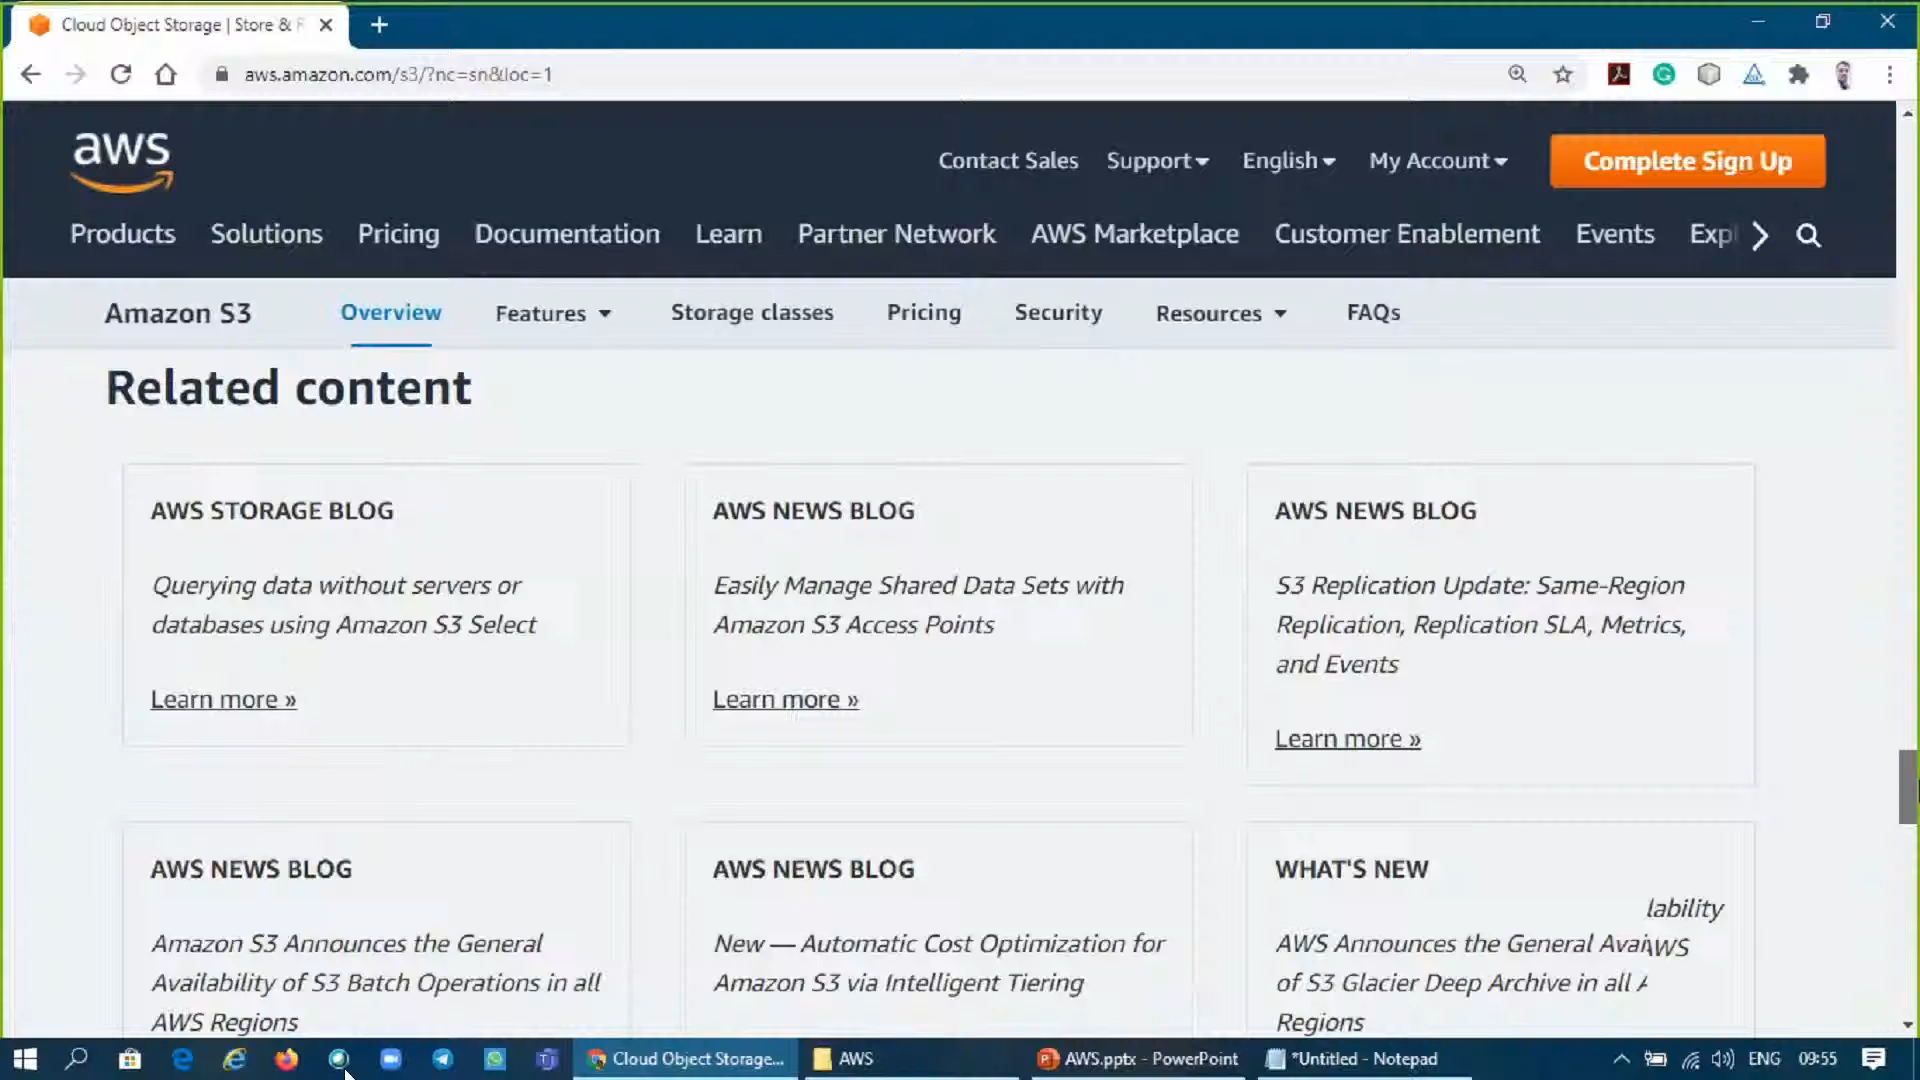 Cloud Object Storage | Store & R
aws.amazon.com/s3/?nc=sn&loc=1
aws
Contact Sales Support English My Account Complete Sign Up
Products Solutions Pricing Documentation Learn Partner Network AWS Marketplace Customer Enablement Events Expl
Amazon S3 Overview Features Storage classes Pricing Security Resources FAQs
Related content
AWS STORAGE BLOG
Querying data without servers or
databases using Amazon S3 Select
Learn more »
AWS NEWS BLOG
Easily Manage Shared Data Sets with
Amazon S3 Access Points
Learn more »
AWS NEWS BLOG
S3 Replication Update: Same-Region
Replication, Replication SLA, Metrics,
and Events
Learn more »
AWS NEWS BLOG
Amazon S3 Announces the General
Availability of S3 Batch Operations in all
AWS Regions
AWS NEWS BLOG
New — Automatic Cost Optimization for
Amazon S3 via Intelligent Tiering
WHAT'S NEW
lability
AWS Announces the General Avai
AWS
of S3 Glacier Deep Archive in all
Regions
Cloud Object Storage... AWS AWS.pptx - PowerPoint *Untitled - Notepad ENG 09:55